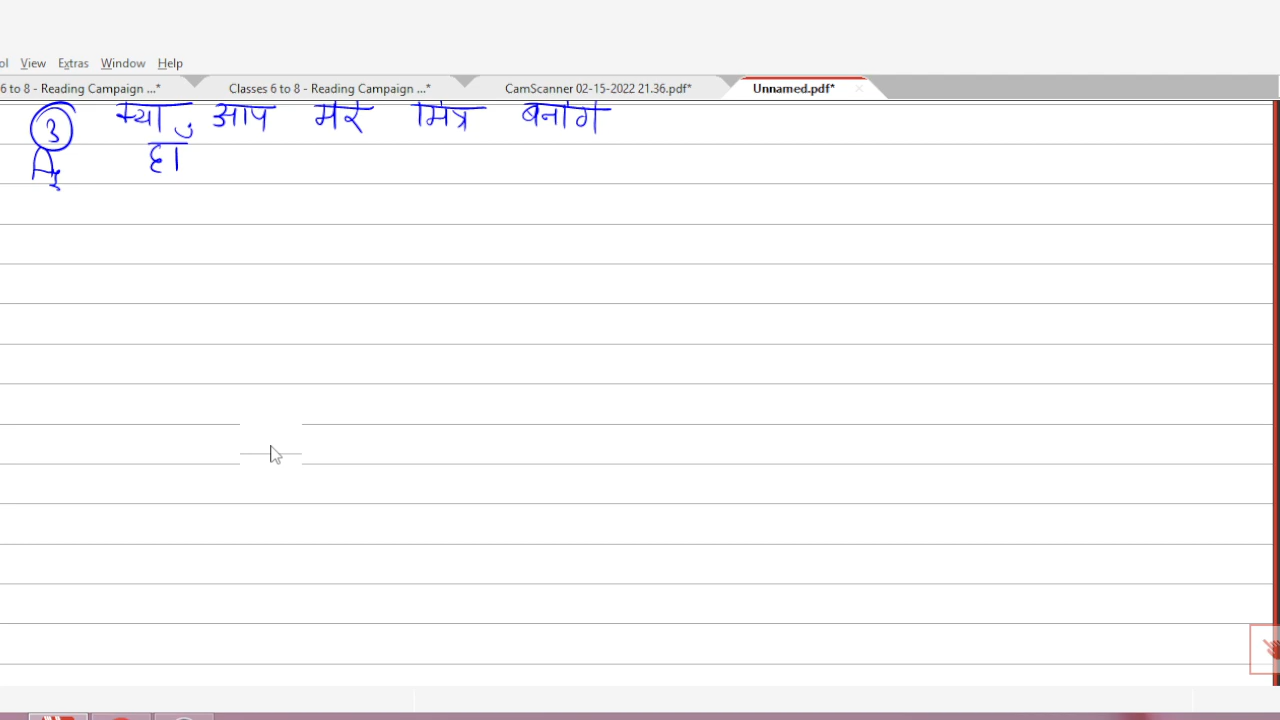 ol View Extras Window Help
6 to 8 - Reading Campaign ...* Classes 6 to 8 - Reading Campaign ...* CamScanner 02-15-2022 21.36.pdf* Unnamed.pdf*
3 क्या आप मेरे मित्र बनोगे
हा